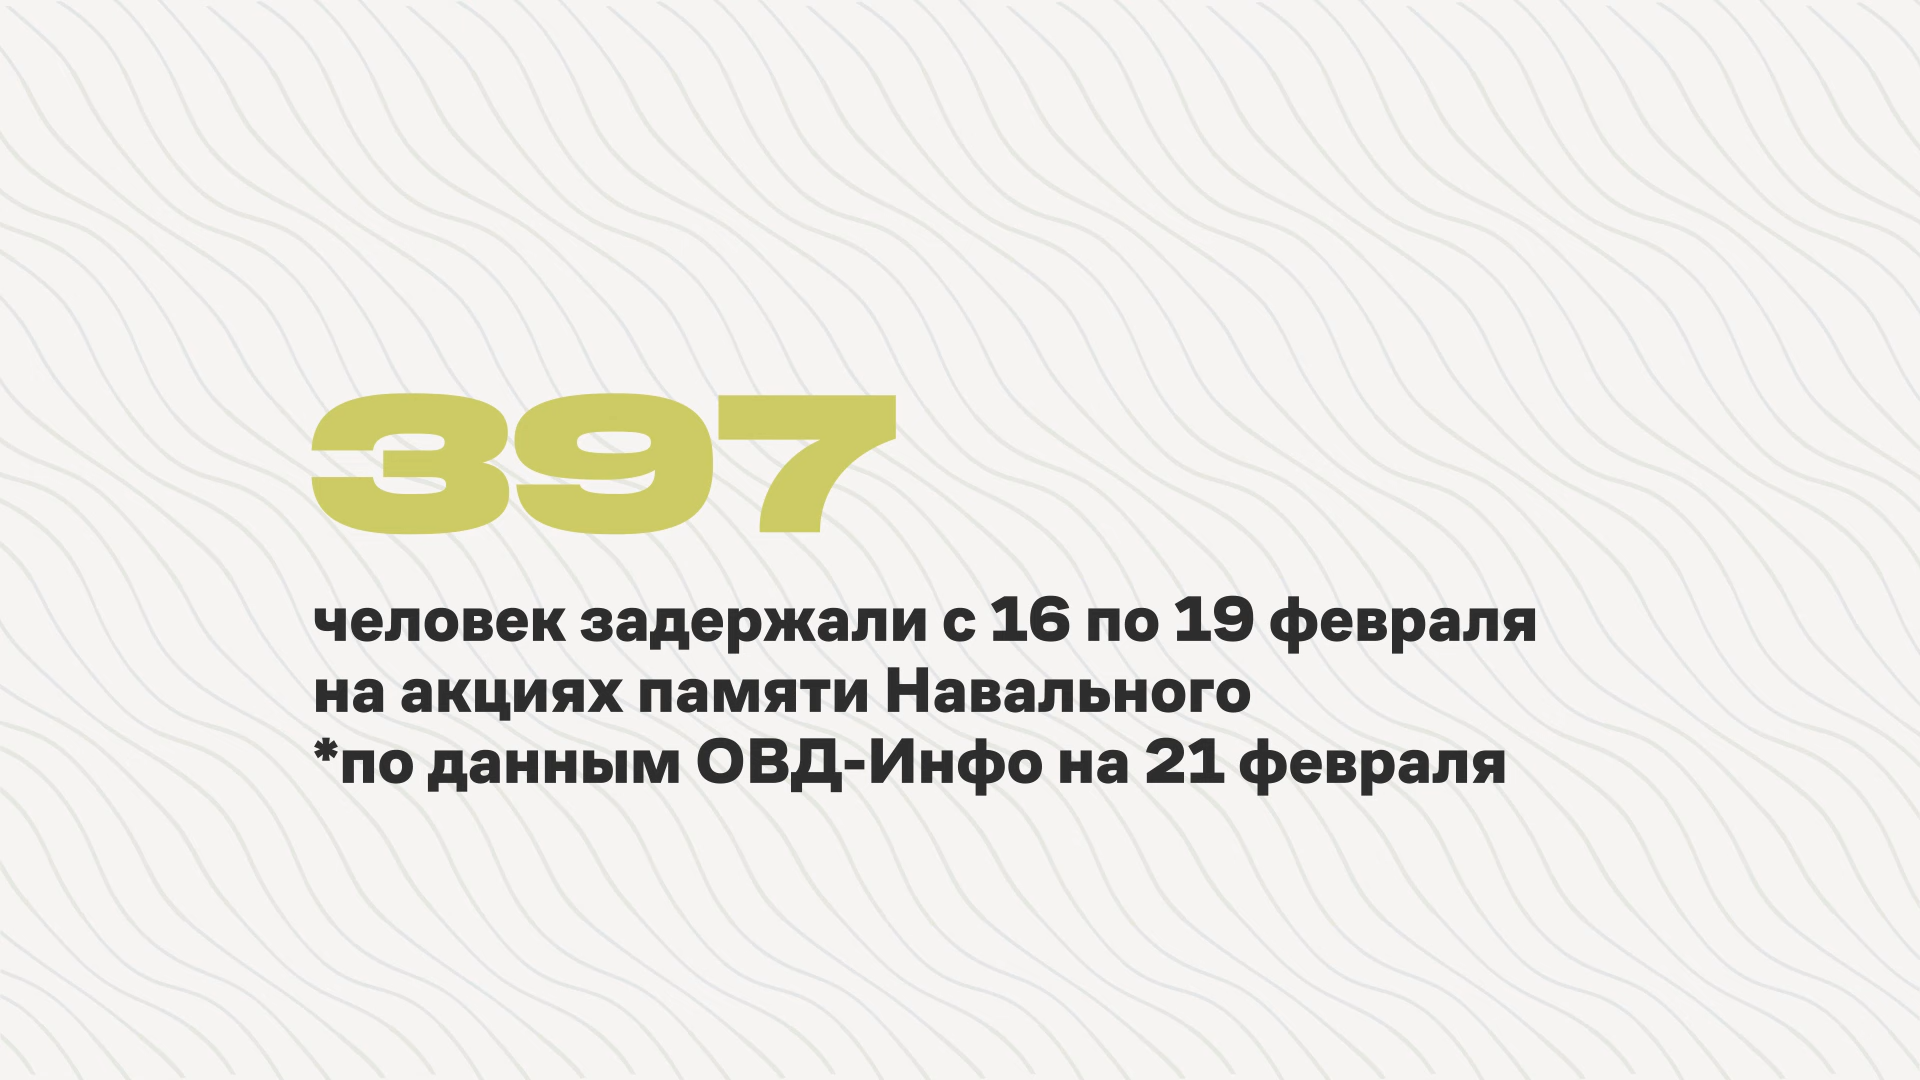 397
человек задержали с 16 по 19 февраля
на акциях памяти Навального
*по данным ОВД-Инфо на 21 февраля